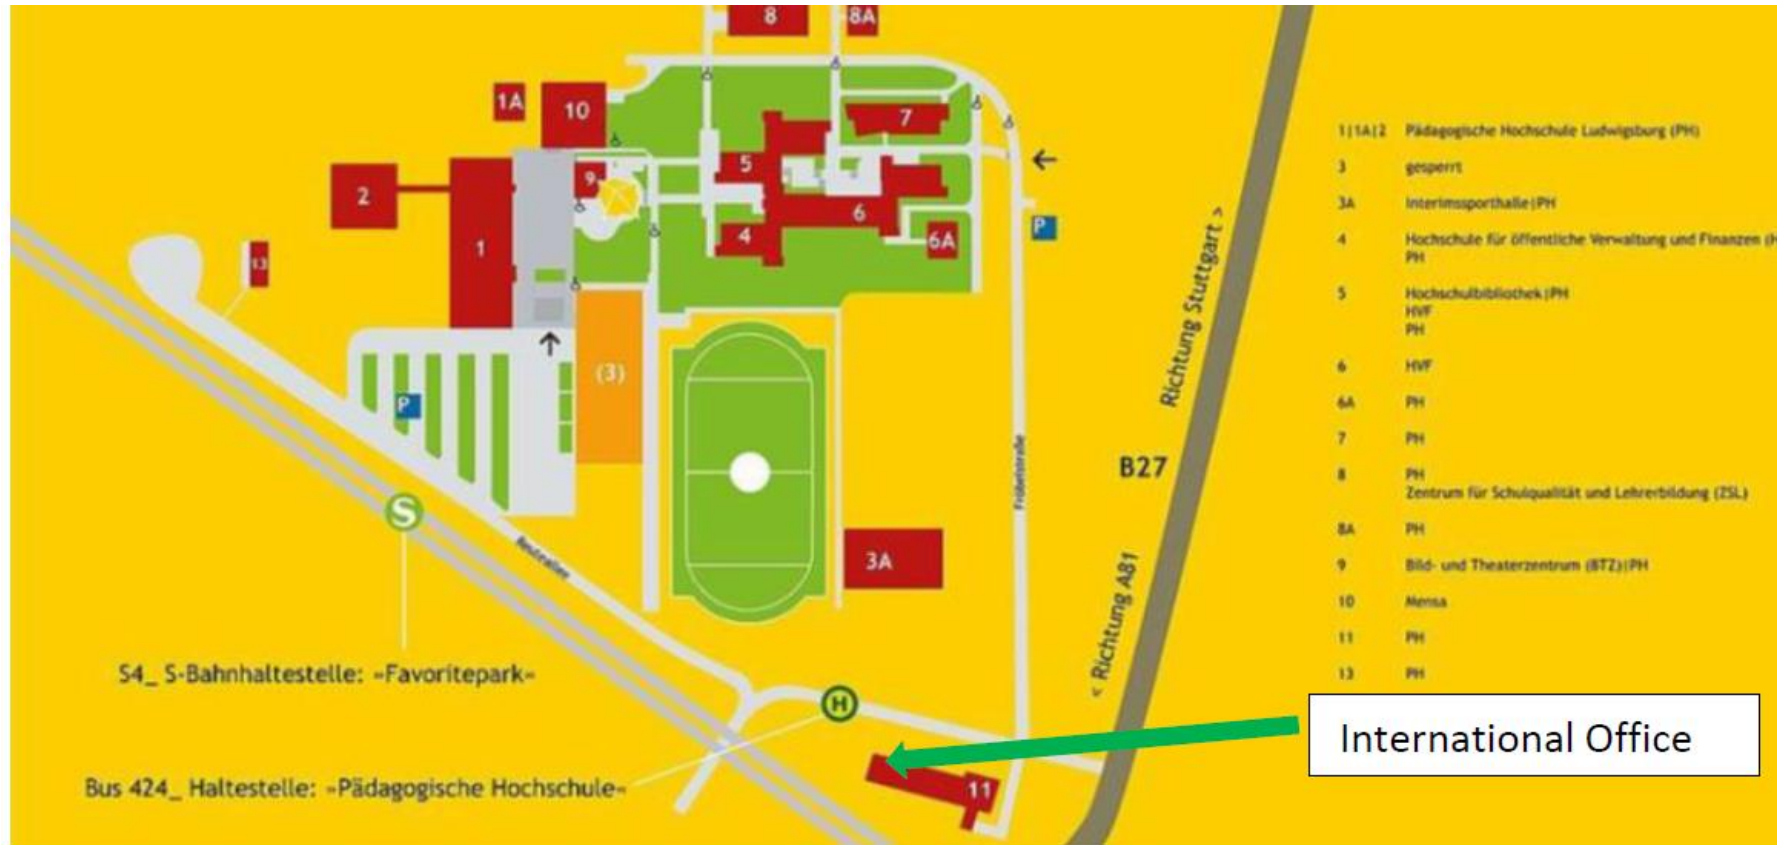 8
8A
1A
10
7
5
9
2
6
1
4
6A
P
13
(3)
P
S
3A
H
11
Richtung Stuttgart >
B27
< Richtung A81
Fröbelstraße
Reuteallee
S4_ S-Bahnhaltestelle: »Favoritepark«
Bus 424_ Haltestelle: »Pädagogische Hochschule«
1|1A|2 Pädagogische Hochschule Ludwigsburg (PH)
3 gesperrt
3A Interimssporthalle|PH
4 Hochschule für öffentliche Verwaltung und Finanzen (H
PH
5 Hochschulbibliothek|PH
HVF
PH
6 HVF
6A PH
7 PH
8 PH
Zentrum für Schulqualität und Lehrerbildung (ZSL)
8A PH
9 Bild- und Theaterzentrum (BTZ)|PH
10 Mensa
11 PH
13 PH
International Office